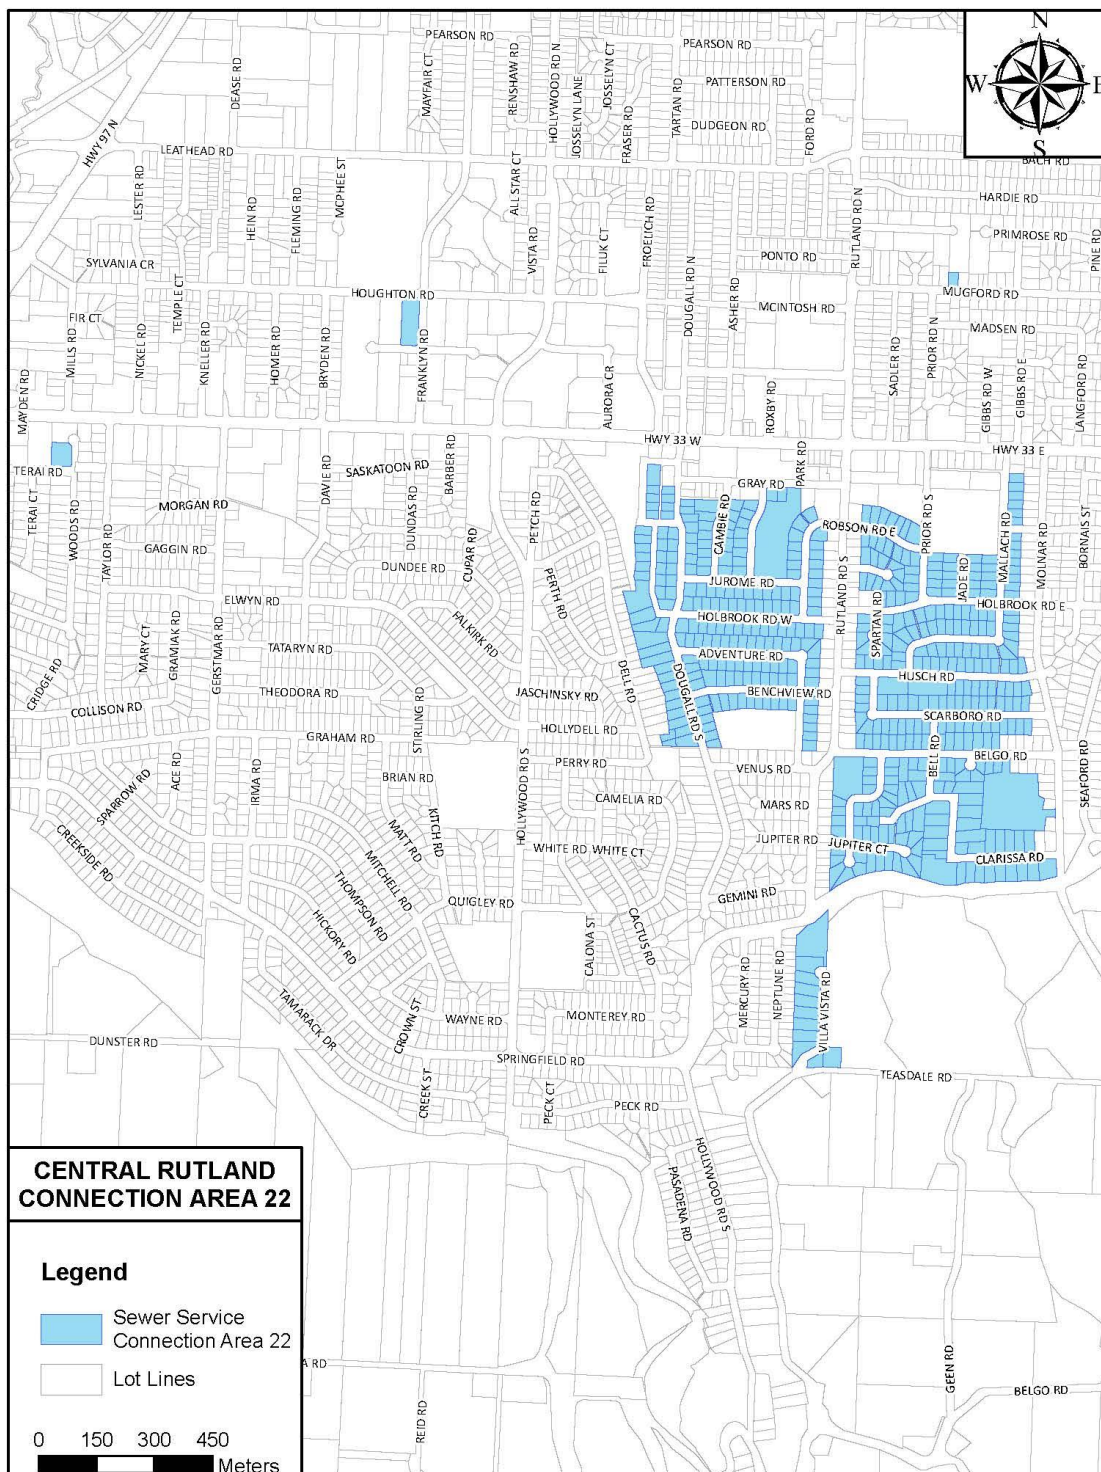 N
W
E
S
PEARSON RD
PEARSON RD
DEASE RD
MAYFAIR CT
RENSHAW RD
HOLLYWOOD RD N
JOSSELYN LANE
JOSSELYN CT
FRASER RD
TARTAN RD
PATTERSON RD
DUDGEON RD
FORD RD
HWY 97 N
LEATHEAD RD
BACH RD
LESTER RD
HEIN RD
FLEMING RD
MCPHEE ST
ALL STAR CT
VISTA RD
FILUK CT
FROELICH RD
DOUGALL RD N
ASHER RD
PONTO RD
RUTLAND RD N
HARDIE RD
PRIMROSE RD
PINE RD
SYLVANIA CR
TEMPLE CT
HOUGHTON RD
MCINTOSH RD
MUGFORD RD
MADSEN RD
FIR CT
MILLS RD
NICKEL RD
KNELLER RD
HOMER RD
BRYDEN RD
FRANKLYN RD
AURORA CR
ROXBY RD
SADLER RD
PRIOR RD N
GIBBS RD W
GIBBS RD E
LANGFORD RD
MAYDEN RD
HWY 33 W
HWY 33 E
TERAI RD
TERAI CT
WOODS RD
TAYLOR RD
MORGAN RD
GAGGIN RD
DAVIE RD
SASKATOON RD
DUNDAS RD
BARBER RD
DUNDEE RD
CUPAR RD
PETCH RD
PERTH RD
GRAY RD
PARK RD
CAMBIE RD
ROBSON RD E
PRIOR RD S
MALLACH RD
MOLNAR RD
BORNAIS ST
JUROME RD
JADE RD
ELWYN RD
FALKIRK RD
HOLBROOK RD W
RUTLAND RD S
SPARTAN RD
HOLBROOK RD E
MARY CT
GRAMIAK RD
GERSTMAR RD
TATARYN RD
ADVENTURE RD
CRIDGE RD
COLLISON RD
THEODORA RD
STIRLING RD
JASCHINSKY RD
DELL RD
DOUGALL RD S
BENCHVIEW RD
HUSCH RD
SCARBORO RD
GRAHAM RD
HOLLYDELL RD
ACE RD
SPARROW RD
IRMA RD
BRIAN RD
HOLLYWOOD RD S
PERRY RD
VENUS RD
BELL RD
BELGO RD
SEAFORD RD
CAMELIA RD
MARS RD
CREEKSIDE RD
KITCH RD
MATT RD
MITCHELL RD
THOMPSON RD
HICKORY RD
WHITE RD
WHITE CT
JUPITER RD
JUPITER CT
CLARISSA RD
QUIGLEY RD
GEMINI RD
CALONA ST
CACTUS RD
MERCURY RD
NEPTUNE RD
VILLA VISTA RD
TAMARACK DR
CROWN ST
WAYNE RD
MONTEREY RD
DUNSTER RD
SPRINGFIELD RD
TEASDALE RD
CREEK ST
PECK CT
PECK RD
PASADENA RD
HOLLYWOOD RD S
GEEN RD
BELGO RD
REID RD
A RD
CENTRAL RUTLAND
CONNECTION AREA 22
Legend
Sewer Service
Connection Area 22
Lot Lines
0 150 300 450
Meters